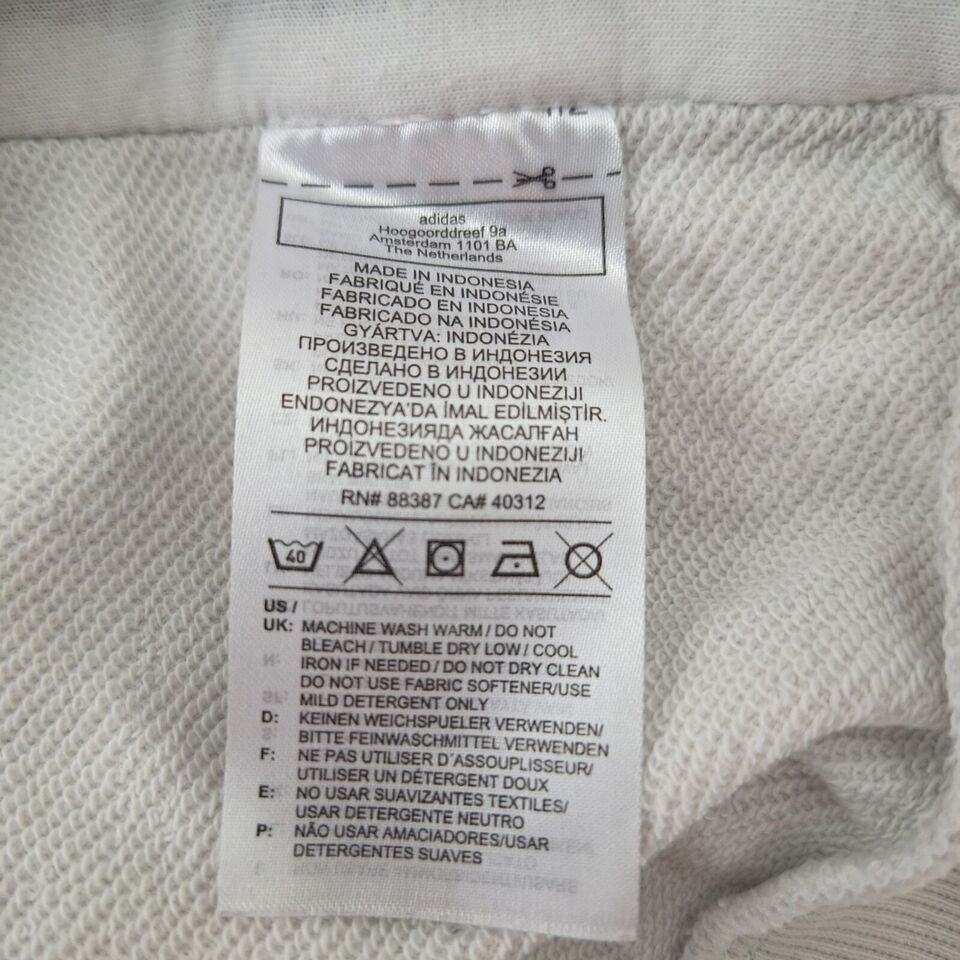 adidas
Hoogoorddreef 9a
Amsterdam 1101 BA
The Netherlands
MADE IN INDONESIA
FABRIQUÉ EN INDONÉSIE
FABRICADO EN INDONESIA
FABRICADO NA INDONÉSIA
GYÁRTVA: INDONÉZIA
ПРОИЗВЕДЕНО В ИНДОНЕЗИЯ
СДЕЛАНО В ИНДОНЕЗИИ
PROIZVEDENO U INDONEZIJI
ENDONEZYA'DA İMAL EDİLMİŞTİR.
ИНДОНЕЗИЯДА ЖАСАЛҒАН
PROIZVEDENO U INDONEZIJI
FABRICAT ÎN INDONEZIA
RN# 88387 CA# 40312
40
US /
UK: MACHINE WASH WARM / DO NOT
BLEACH / TUMBLE DRY LOW / COOL
IRON IF NEEDED / DO NOT DRY CLEAN
DO NOT USE FABRIC SOFTENER/USE
MILD DETERGENT ONLY
D: KEINEN WEICHSPUELER VERWENDEN/
BITTE FEINWASCHMITTEL VERWENDEN
F: NE PAS UTILISER D'ASSOUPLISSEUR/
UTILISER UN DÉTERGENT DOUX
E: NO USAR SUAVIZANTES TEXTILES/
USAR DETERGENTE NEUTRO
P: NÃO USAR AMACIADORES/USAR
DETERGENTES SUAVES